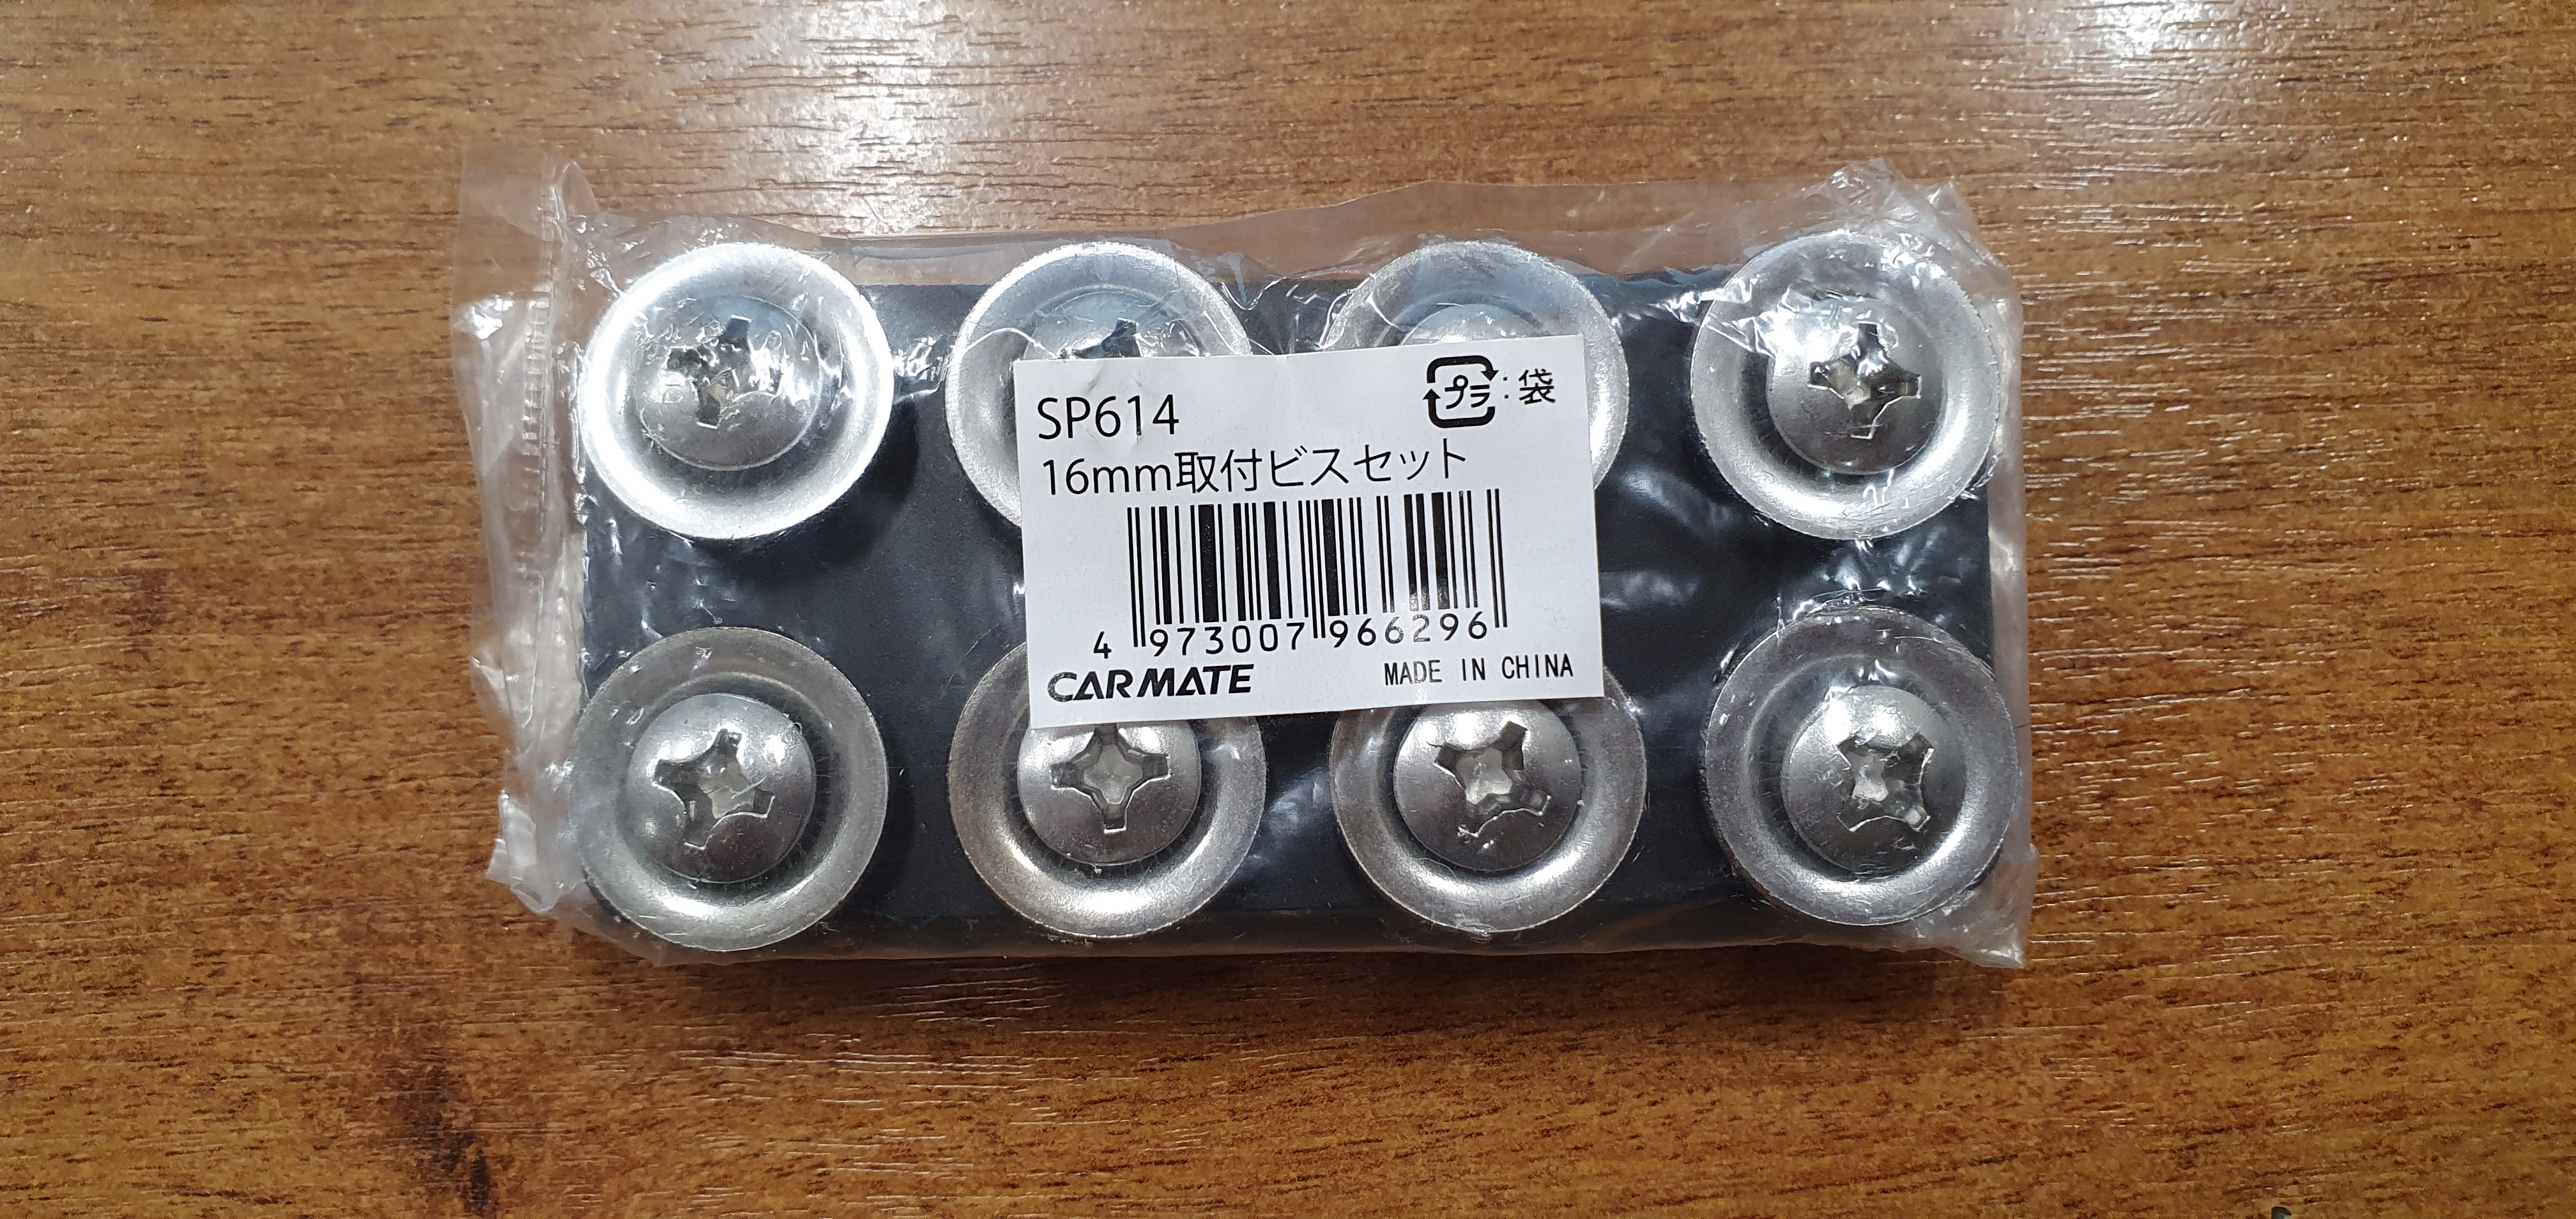 SP614
プラ : 袋
16mm取付ビスセット
4 973007 966296
CARMATE
MADE IN CHINA